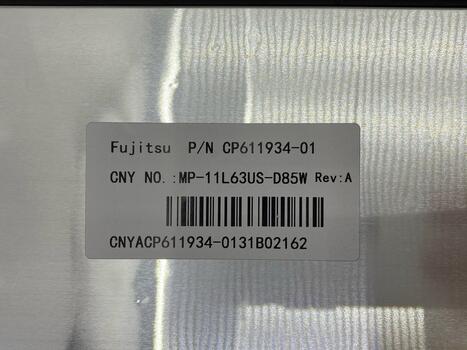 Fujitsu P/N CP611934-01
CNY NO.:MP-11L63US-D85W Rev:A
CNYACP611934-0131B02162